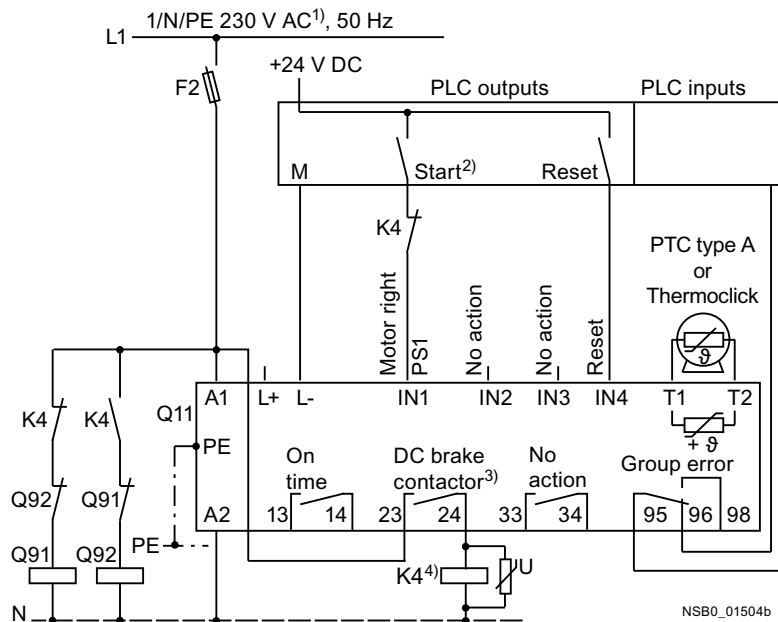 1/N/PE 230 V AC1), 50 Hz
L1
+24 V DC
F2
PLC outputs
PLC inputs
M
Start2)
Reset
K4
PTC type A
or
Thermoclick
Motor right
PS1
No action
No action
Reset
ϑ
A1
L+
L-
IN1
IN2
IN3
IN4
T1
T2
Q11
K4
K4
PE
+ ϑ
On
time
DC brake
contactor3)
No
action
Group error
Q92
Q91
A2
13
14
23
24
33
34
95
96
98
PE
Q91
Q92
K4 4)
U
N
NSB0_01504b